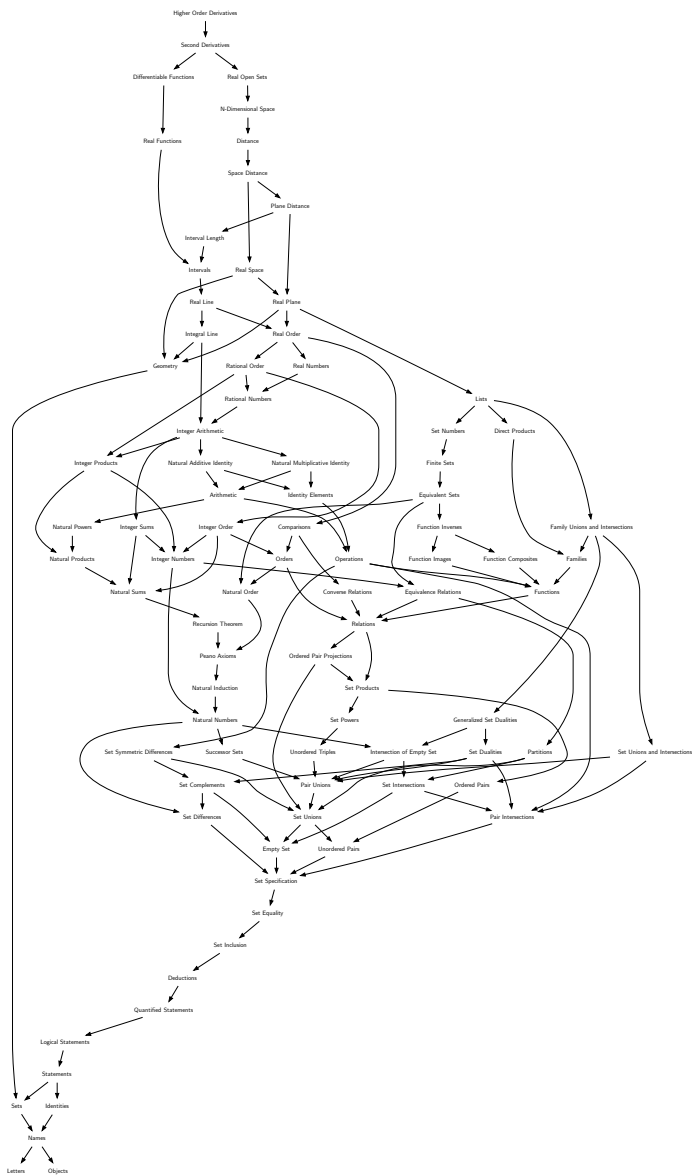 Higher Order Derivatives
Second Derivatives
Differentiable Functions
Real Open Sets
N-Dimensional Space
Real Functions
Distance
Space Distance
Plane Distance
Interval Length
Intervals
Real Space
Real Line
Real Plane
Integral Line
Real Order
Geometry
Rational Order
Real Numbers
Rational Numbers
Lists
Integer Arithmetic
Set Numbers
Direct Products
Integer Products
Natural Additive Identity
Natural Multiplicative Identity
Finite Sets
Arithmetic
Identity Elements
Equivalent Sets
Natural Powers
Integer Sums
Integer Order
Comparisons
Function Inverses
Family Unions and Intersections
Natural Products
Integer Numbers
Orders
Operations
Function Images
Function Composites
Families
Natural Sums
Natural Order
Converse Relations
Equivalence Relations
Functions
Recursion Theorem
Relations
Peano Axioms
Ordered Pair Projections
Natural Induction
Set Products
Natural Numbers
Set Powers
Generalized Set Dualities
Set Symmetric Differences
Successor Sets
Unordered Triples
Intersection of Empty Set
Set Dualities
Partitions
Set Unions and Intersections
Set Complements
Pair Unions
Set Intersections
Ordered Pairs
Set Differences
Set Unions
Pair Intersections
Empty Set
Unordered Pairs
Set Specification
Set Equality
Set Inclusion
Deductions
Quantified Statements
Logical Statements
Statements
Sets
Identities
Names
Letters
Objects